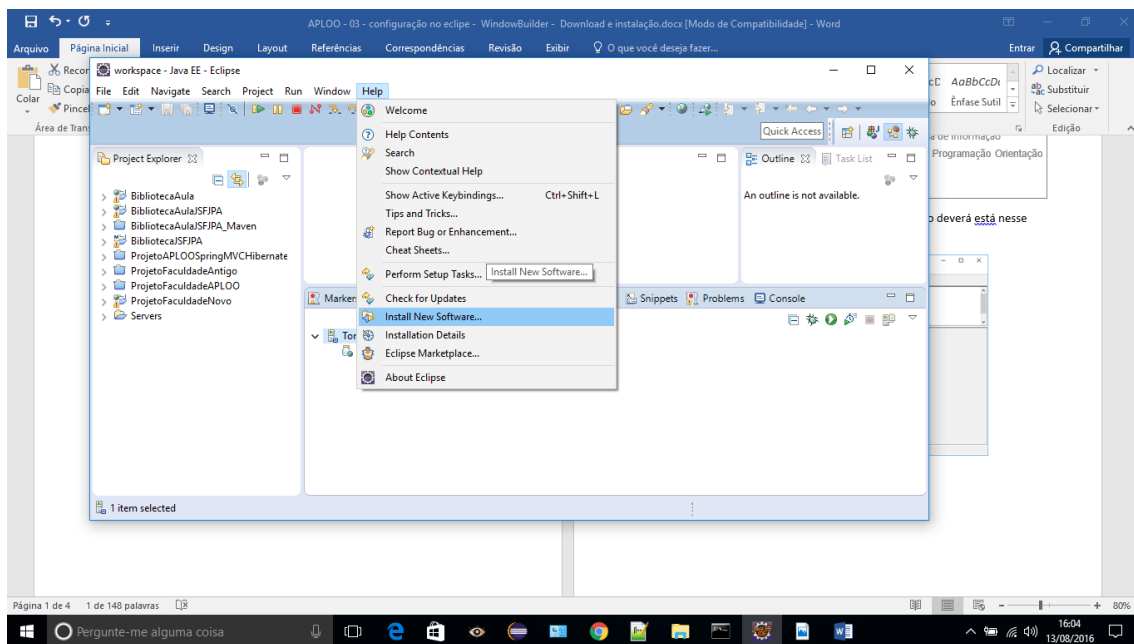 APLOO - 03 - configuração no eclipe - WindowBuilder - Download e instalação.docx [Modo de Compatibilidade] - Word
Arquivo Página Inicial Inserir Design Layout Referências Correspondências Revisão Exibir O que você deseja fazer... Entrar Compartilhar
Colar
Recor
Copia
Pincel
Área de Trans
AaBbCcDt
Ênfase Sutil
Localizar
Substituir
Selecionar
Edição
workspace - Java EE - Eclipse
File Edit Navigate Search Project Run Window Help
Quick Access
Project Explorer
BibliotecaAula
BibliotecaAulaJSFJPA
BibliotecaAulaJSFJPA_Maven
BibliotecaJSFJPA
ProjetoAPLOOSpringMVCHibernate
ProjetoFaculdadeAntigo
ProjetoFaculdadeAPLOO
ProjetoFaculdadeNovo
Servers
Welcome
Help Contents
Search
Show Contextual Help
Show Active Keybindings... Ctrl+Shift+L
Tips and Tricks...
Report Bug or Enhancement...
Cheat Sheets...
Perform Setup Tasks...
Install New Software...
Check for Updates
Install New Software...
Installation Details
Eclipse Marketplace...
About Eclipse
Outline Task List
An outline is not available.
Marker Snippets Problems Console
Tor
1 item selected
Programação Orientação
o deverá está nesse
Página 1 de 4 1 de 148 palavras 80%
Pergunte-me alguma coisa
16:04
13/08/2016